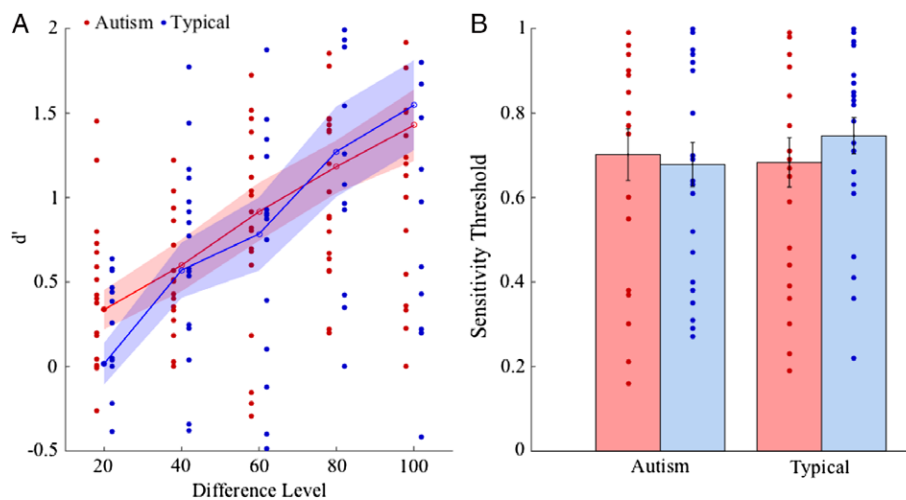 A
Autism Typical
2
1.5
1
0.5
0
-0.5
d'
20 40 60 80 100
Difference Level
B
1
0.8
0.6
0.4
0.2
0
Sensitivity Threshold
Autism Typical